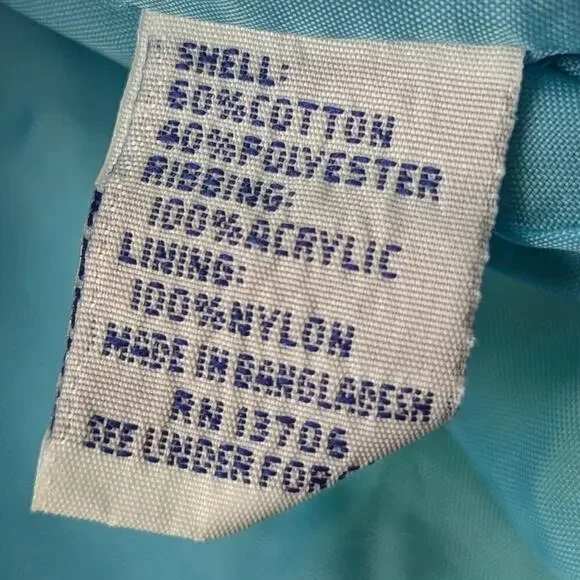 SHELL:
60%COTTON
40%POLYESTER
RIBBING:
100%ACRYLIC
LINING:
100%NYLON
MADE IN BANGLADESH
RN 13706
SEE UNDER FOR